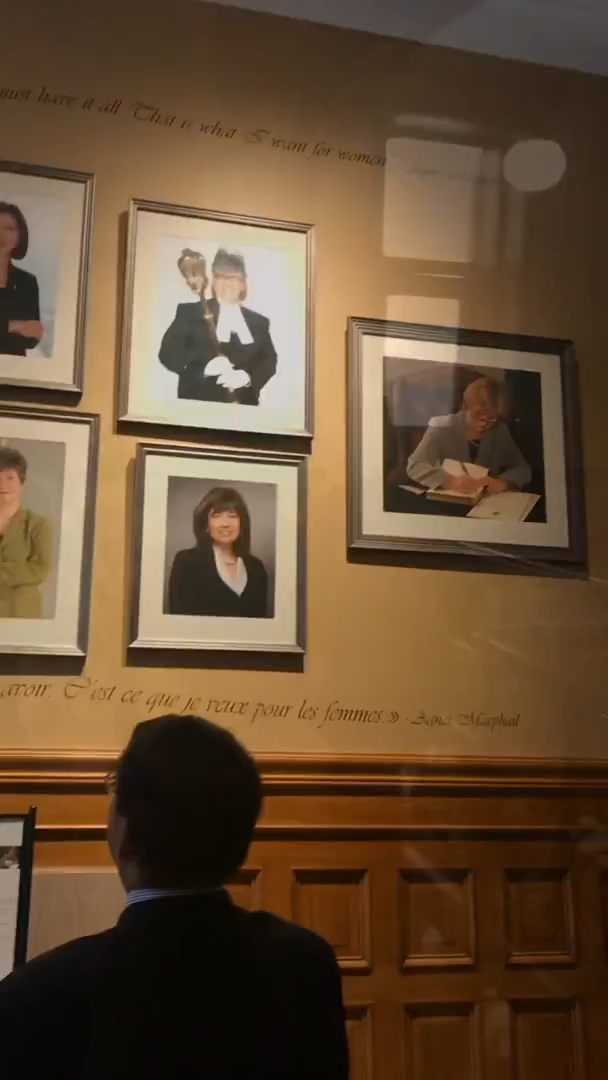 must have it all. That is what I want for women
avoir. C'est ce que je veux pour les femmes.» - Agnes Macphail